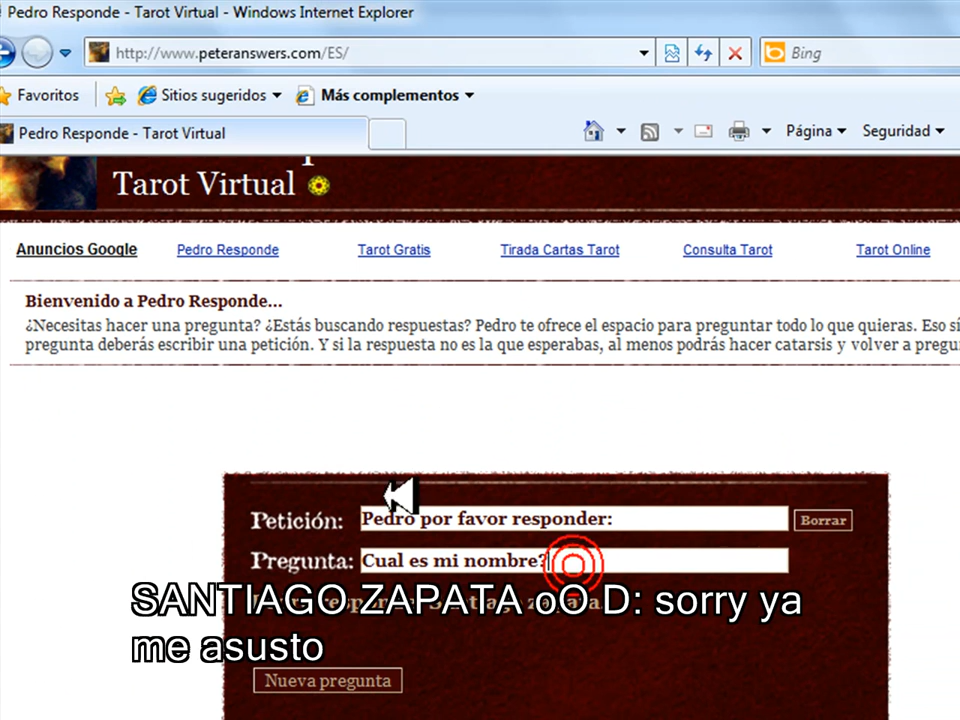 Pedro Responde - Tarot Virtual - Windows Internet Explorer
http://www.peteranswers.com/ES/
Bing
Favoritos
Sitios sugeridos
Más complementos
Pedro Responde - Tarot Virtual
Página
Seguridad
Tarot Virtual
Anuncios Google
Pedro Responde
Tarot Gratis
Tirada Cartas Tarot
Consulta Tarot
Tarot Online
Bienvenido a Pedro Responde...
¿Necesitas hacer una pregunta? ¿Estás buscando respuestas? Pedro te ofrece el espacio para preguntar todo lo que quieras. Eso
pregunta deberás escribir una petición. Y si la respuesta no es la que esperabas, al menos podrás hacer catarsis y volver a
Petición: Pedro por favor responder:
Borrar
Pregunta: Cual es mi nombre?
SANTIAGO ZAPATA oO D: sorry ya
me asusto
Nueva pregunta